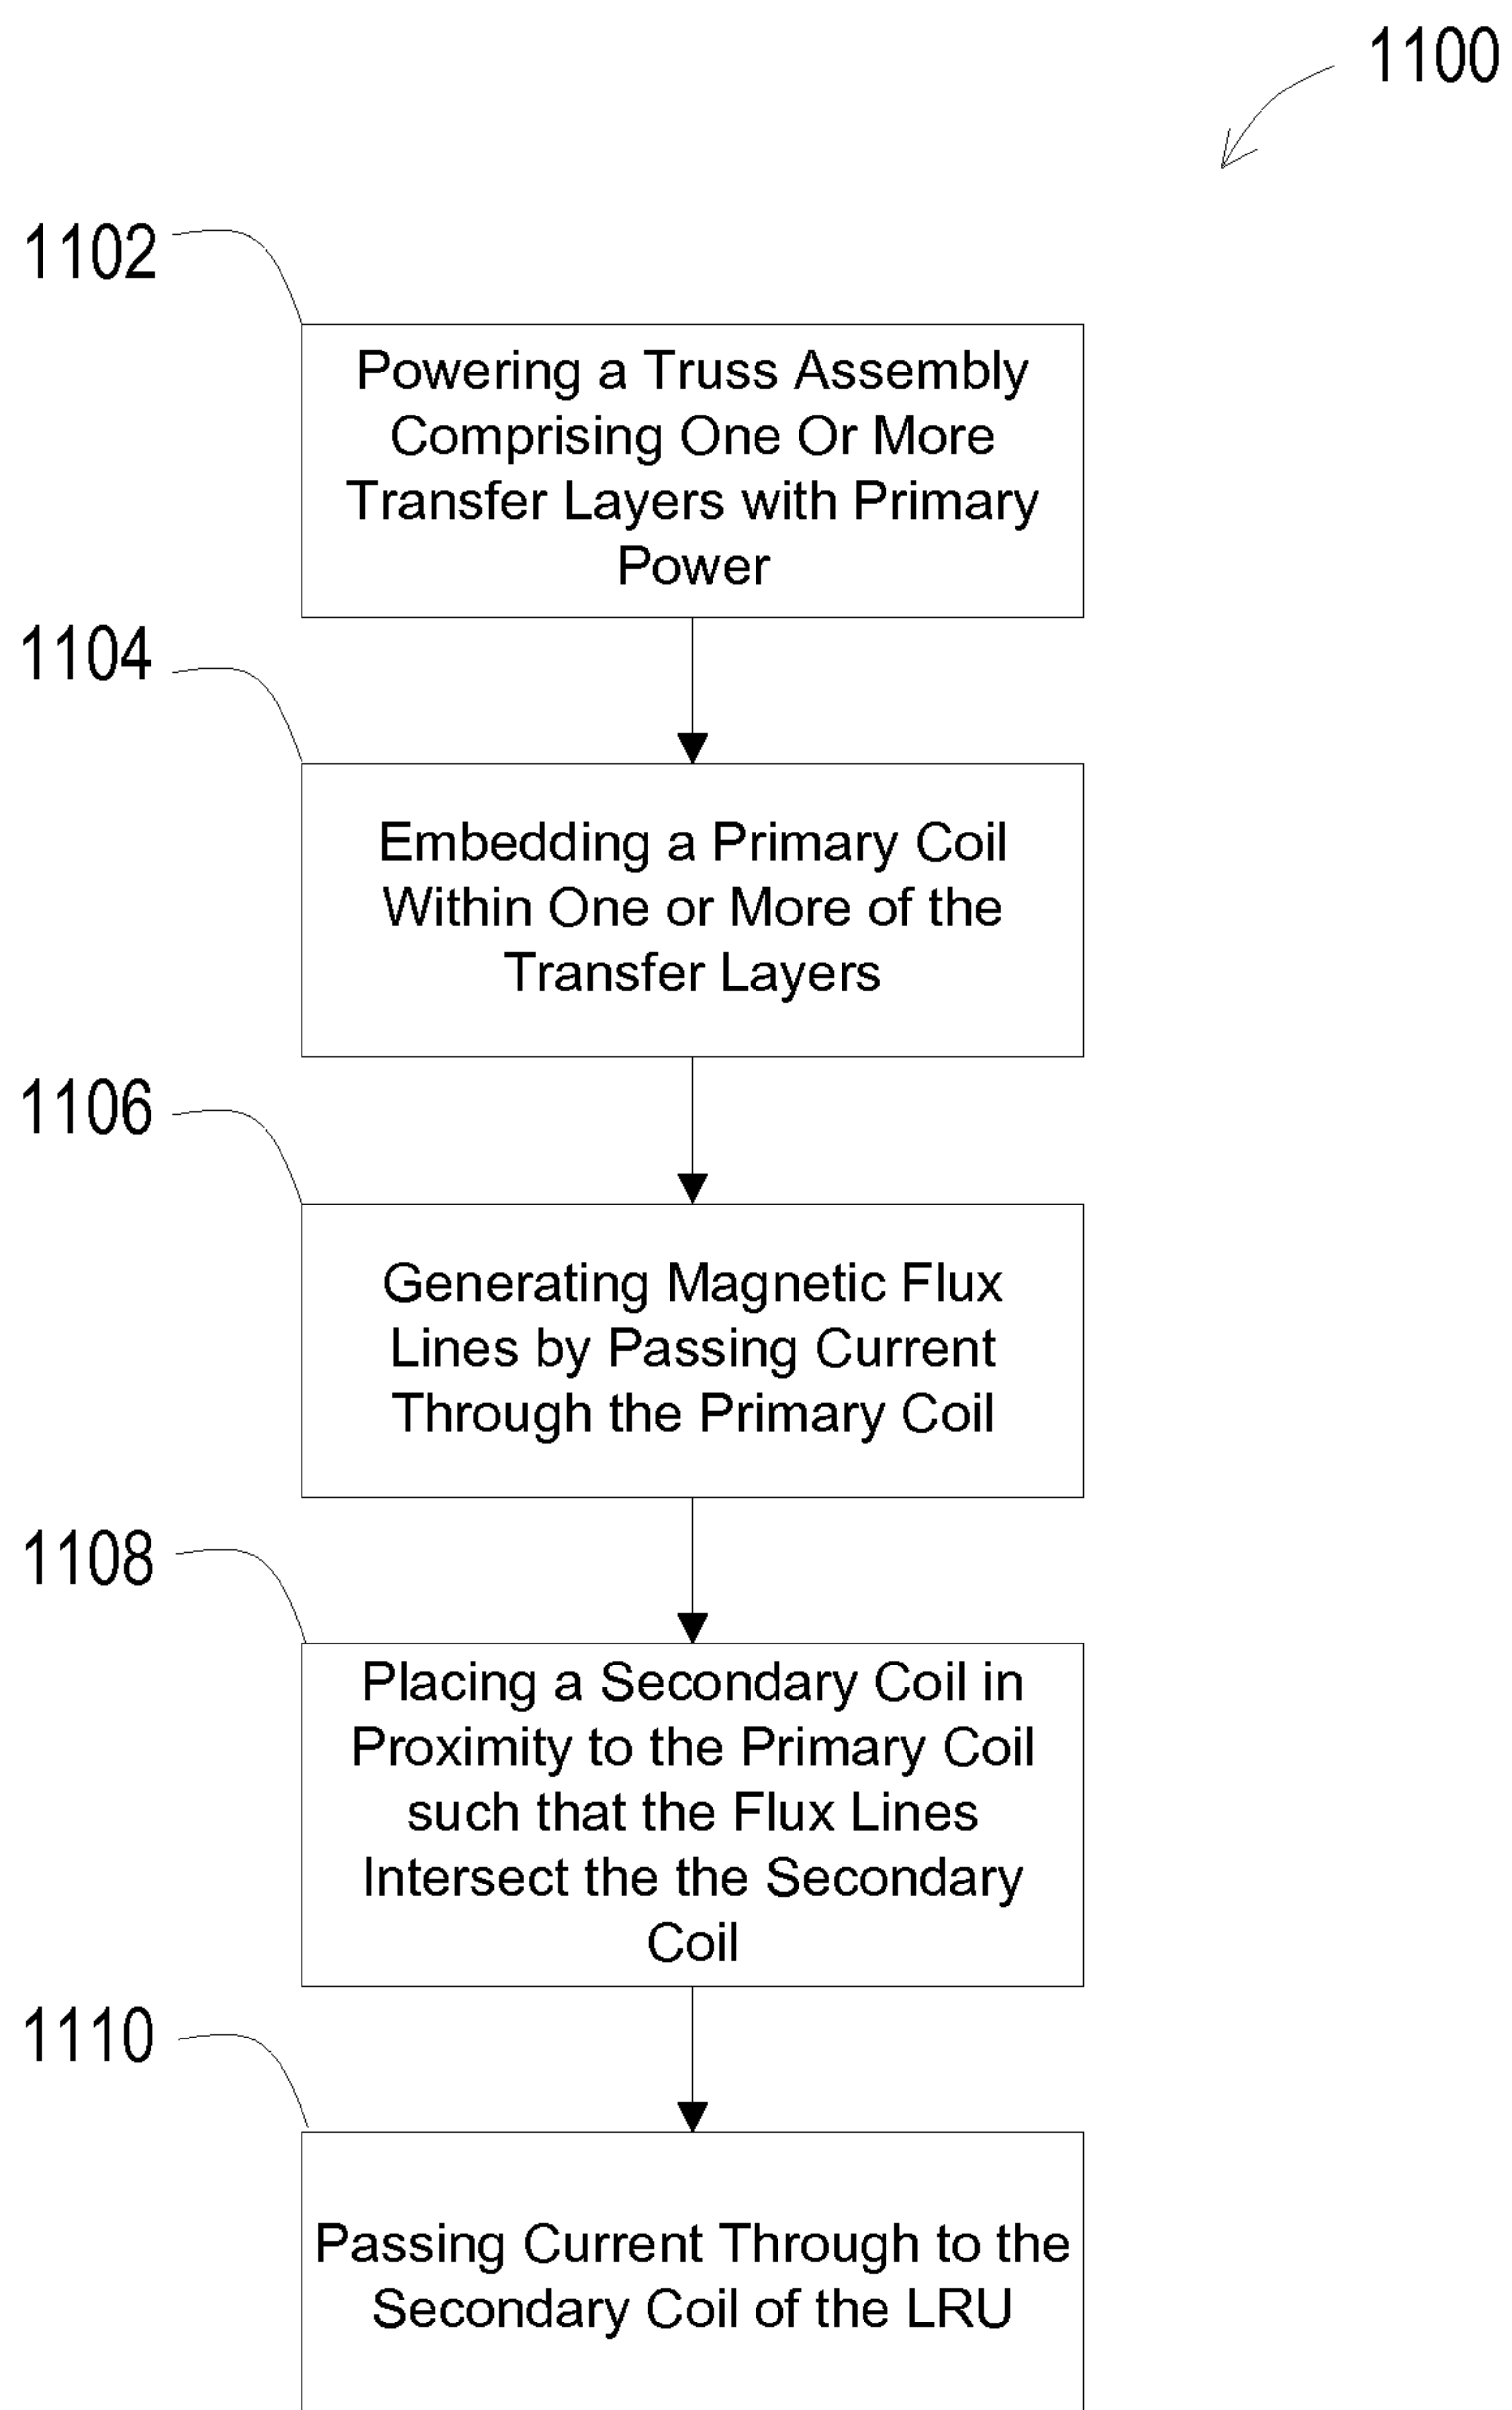 1100
1102
Powering a Truss Assembly
Comprising One Or More
Transfer Layers with Primary
Power
1104
Embedding a Primary Coil
Within One or More of the
Transfer Layers
1106
Generating Magnetic Flux
Lines by Passing Current
Through the Primary Coil
1108
Placing a Secondary Coil in
Proximity to the Primary Coil
such that the Flux Lines
Intersect the the Secondary
Coil
1110
Passing Current Through to the
Secondary Coil of the LRU